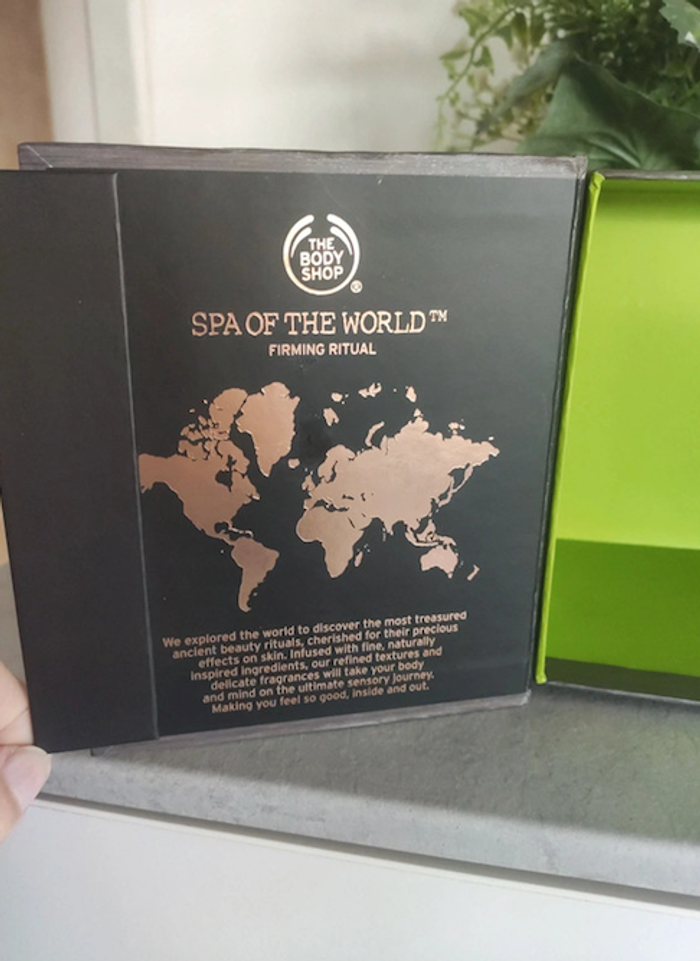 THE
BODY
SHOP
®
SPA OF THE WORLD™
FIRMING RITUAL
We explored the world to discover the most treasured
ancient beauty rituals, cherished for their precious
effects on skin. Infused with fine, naturally
inspired ingredients, our refined textures and
delicate fragrances will take your body
and mind on the ultimate sensory journey.
Making you feel so good, inside and out.